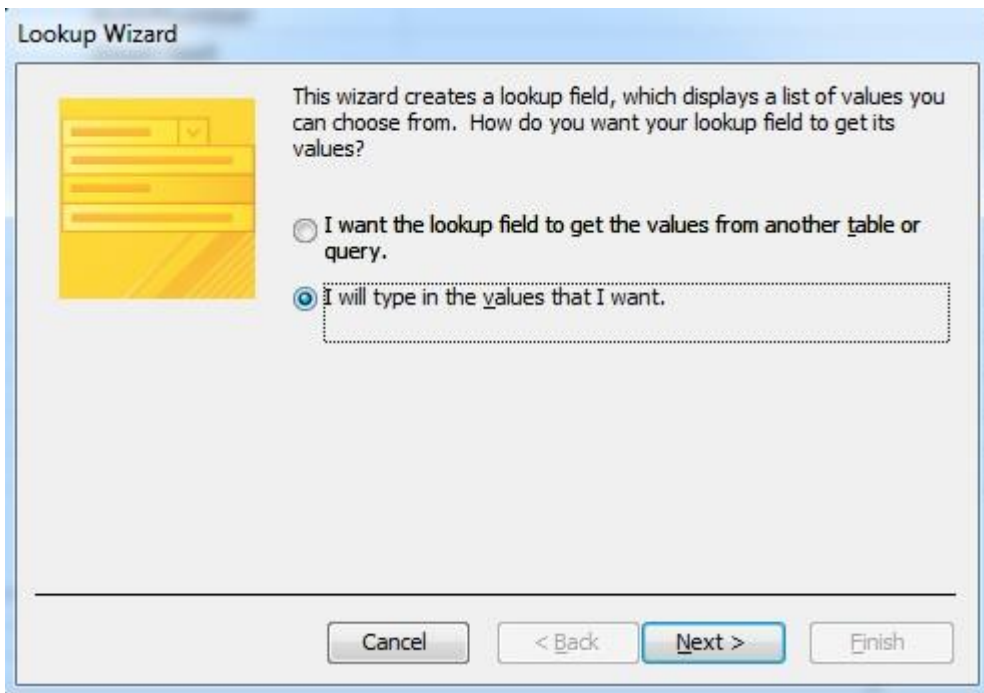 Lookup Wizard
This wizard creates a lookup field, which displays a list of values you
can choose from. How do you want your lookup field to get its
values?
I want the lookup field to get the values from another table or
query.
I will type in the values that I want.
Cancel
< Back
Next >
Finish